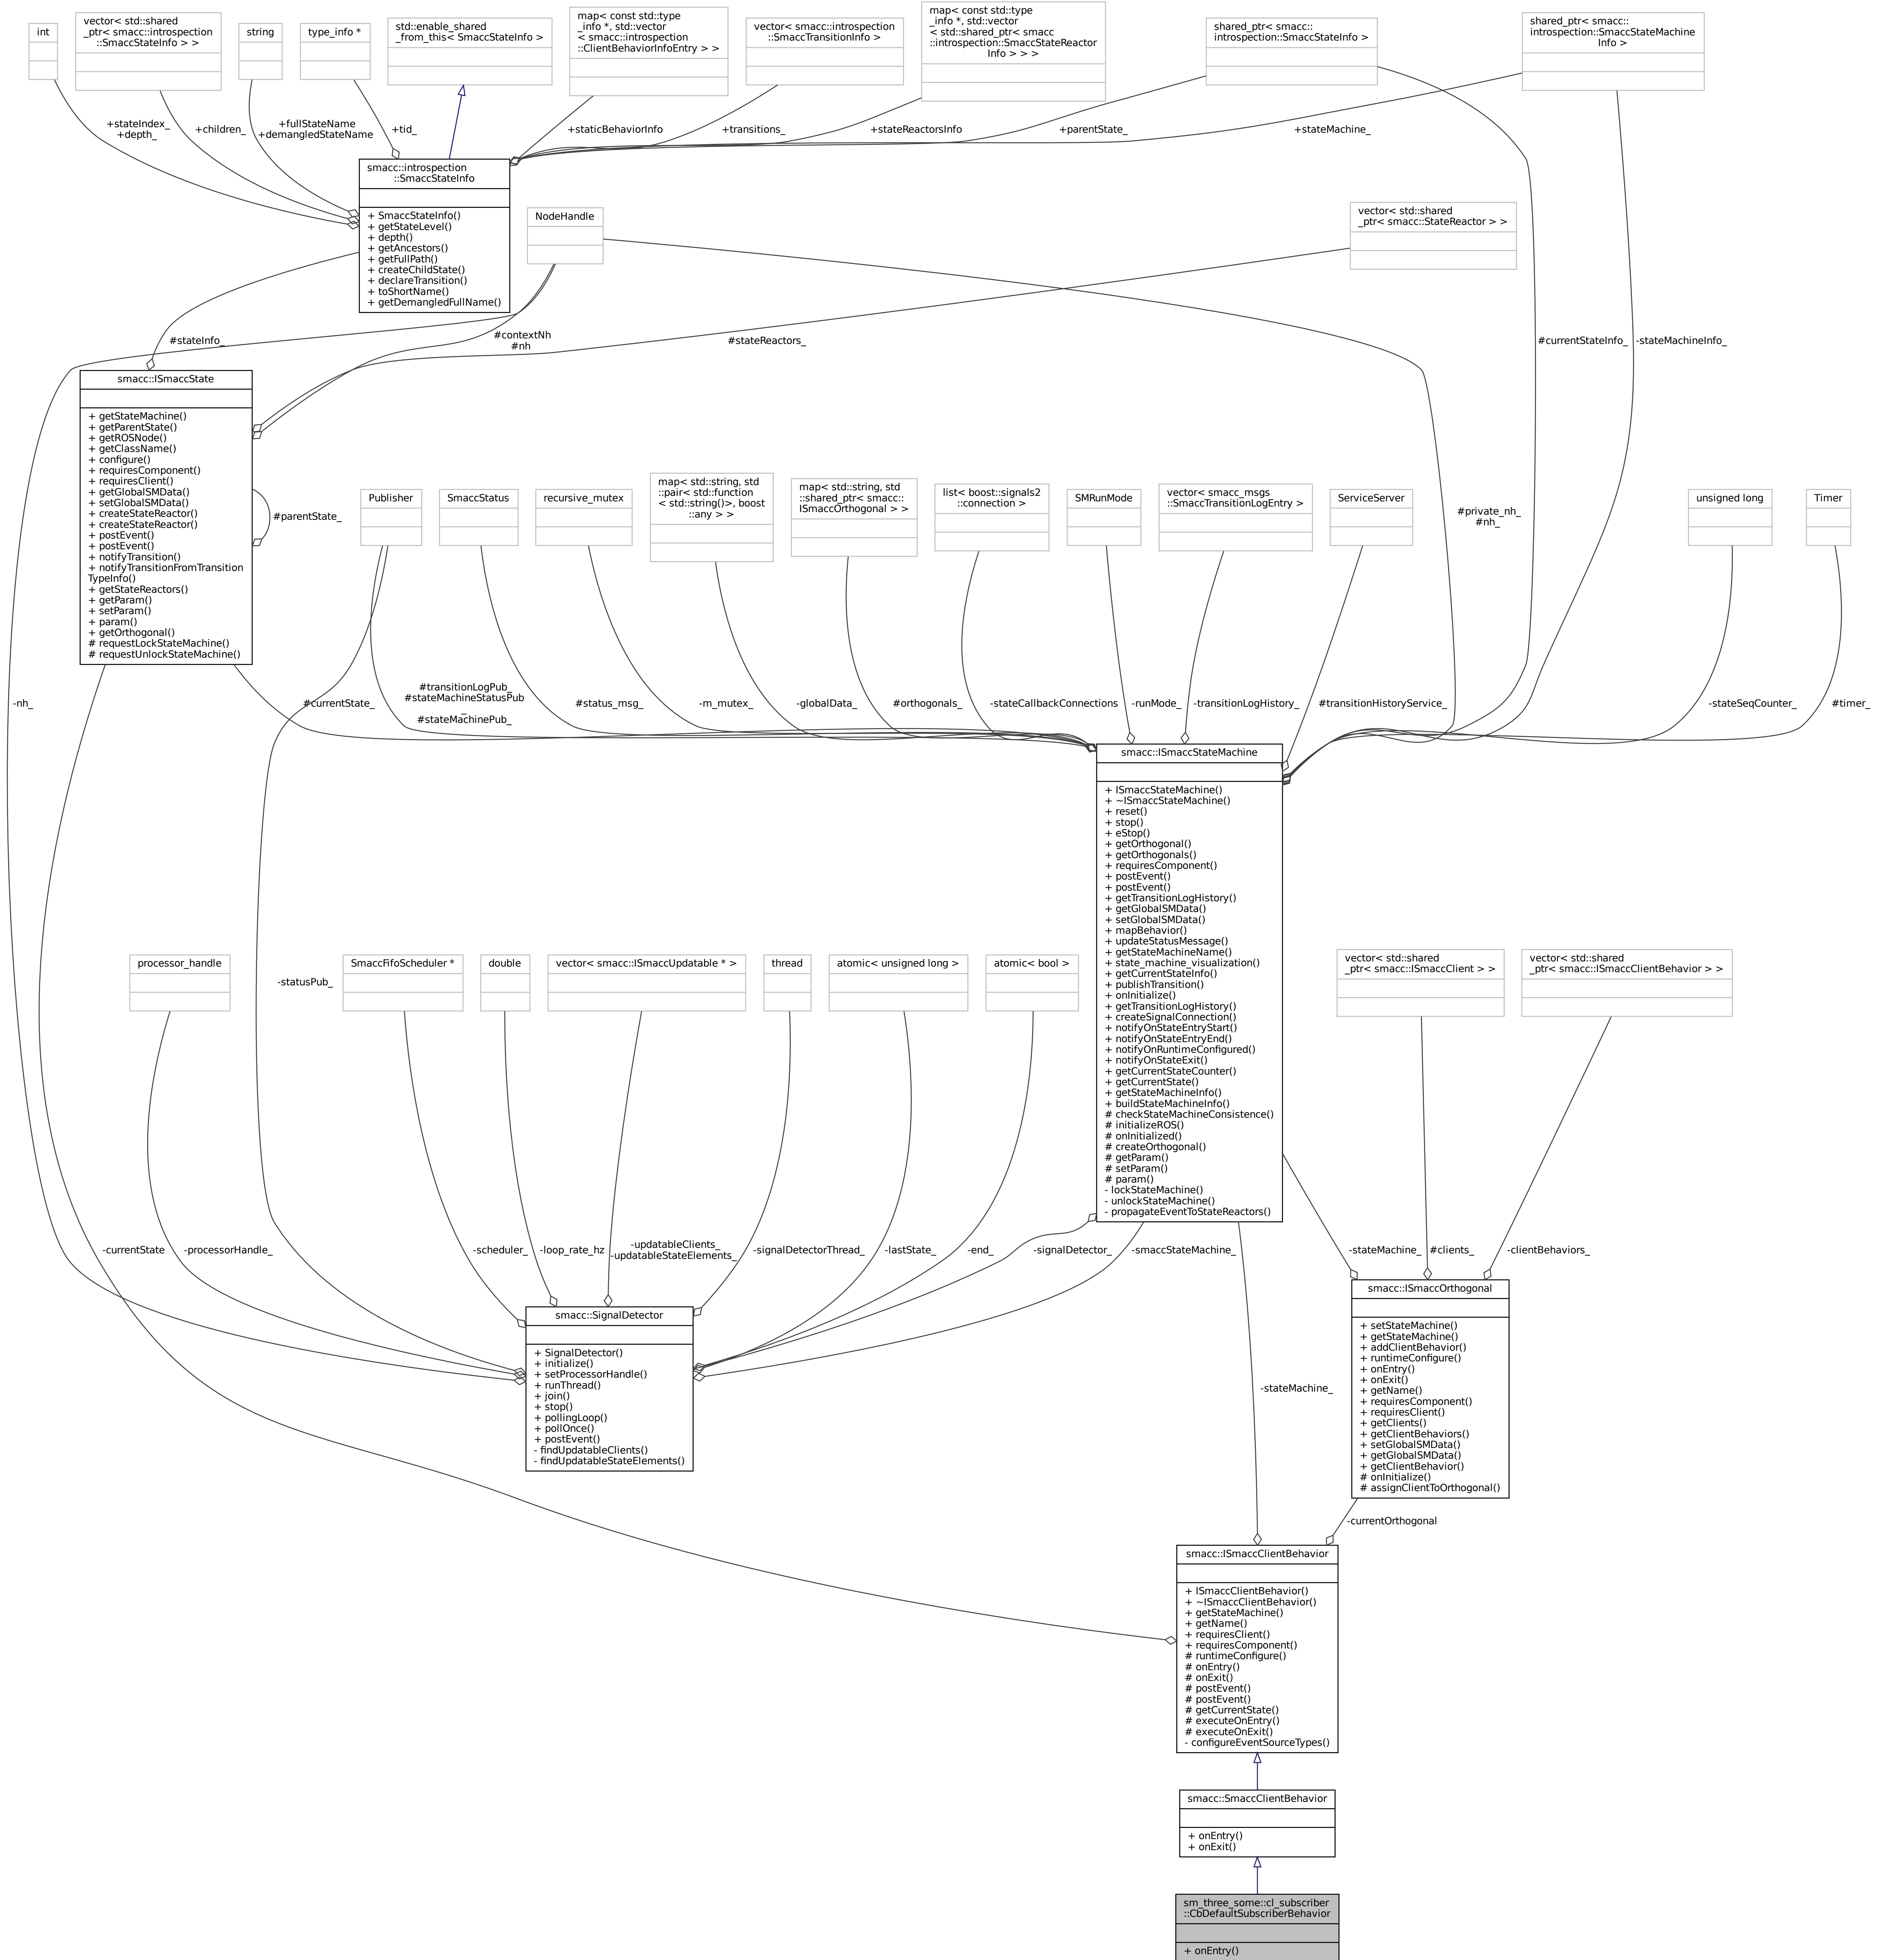 int
vector< std::shared
_ptr< smacc::introspection
::SmaccStateInfo > >
string
type_info *
std::enable_shared
_from_this< SmaccStateInfo >
map< const std::type
_info *, std::vector
< smacc::introspection
::ClientBehaviorInfoEntry > >
vector< smacc::introspection
::SmaccTransitionInfo >
map< const std::type
_info *, std::vector
< std::shared_ptr< smacc
::introspection::SmaccStateReactor
Info > > >
shared_ptr< smacc::
introspection::SmaccStateInfo >
shared_ptr< smacc::
introspection::SmaccStateMachine
Info >
+stateIndex_
+depth_
+children_
+fullStateName
+demangledStateName
+tid_
+staticBehaviorInfo
+transitions_
+stateReactorsInfo
+parentState_
+stateMachine_
smacc::introspection
::SmaccStateInfo
+ SmaccStateInfo()
+ getStateLevel()
+ depth()
+ getAncestors()
+ getFullPath()
+ createChildState()
+ declareTransition()
+ toShortName()
+ getDemangledFullName()
NodeHandle
vector< std::shared
_ptr< smacc::StateReactor > >
#stateInfo_
#contextNh
#nh
#stateReactors_
#currentStateInfo_
-stateMachineInfo_
smacc::ISmaccState
+ getStateMachine()
+ getParentState()
+ getROSNode()
+ getClassName()
+ configure()
+ requiresComponent()
+ requiresClient()
+ getGlobalSMData()
+ setGlobalSMData()
+ createStateReactor()
+ createStateReactor()
+ postEvent()
+ postEvent()
+ notifyTransition()
+ notifyTransitionFromTransition
TypeInfo()
+ getStateReactors()
+ getParam()
+ setParam()
+ param()
+ getOrthogonal()
# requestLockStateMachine()
# requestUnlockStateMachine()
#parentState_
Publisher
SmaccStatus
recursive_mutex
map< std::string, std
::pair< std::function
< std::string()>, boost
::any > >
map< std::string, std
::shared_ptr< smacc::
ISmaccOrthogonal > >
list< boost::signals2
::connection >
SMRunMode
vector< smacc_msgs
::SmaccTransitionLogEntry >
ServiceServer
#private_nh_
#nh_
unsigned long
Timer
-nh_
#currentState_
#transitionLogPub_
#stateMachineStatusPub
_
#stateMachinePub_
#status_msg_
-m_mutex_
-globalData_
#orthogonals_
-stateCallbackConnections
-runMode_
-transitionLogHistory_
#transitionHistoryService_
-stateSeqCounter_
#timer_
smacc::ISmaccStateMachine
+ ISmaccStateMachine()
+ ~ISmaccStateMachine()
+ reset()
+ stop()
+ eStop()
+ getOrthogonal()
+ getOrthogonals()
+ requiresComponent()
+ postEvent()
+ postEvent()
+ getTransitionLogHistory()
+ getGlobalSMData()
+ setGlobalSMData()
+ mapBehavior()
+ updateStatusMessage()
+ getStateMachineName()
+ state_machine_visualization()
+ getCurrentStateInfo()
+ publishTransition()
+ onInitialize()
+ getTransitionLogHistory()
+ createSignalConnection()
+ notifyOnStateEntryStart()
+ notifyOnStateEntryEnd()
+ notifyOnRuntimeConfigured()
+ notifyOnStateExit()
+ getCurrentStateCounter()
+ getCurrentState()
+ getStateMachineInfo()
+ buildStateMachineInfo()
# checkStateMachineConsistence()
# initializeROS()
# onInitialized()
# createOrthogonal()
# getParam()
# setParam()
# param()
- lockStateMachine()
- unlockStateMachine()
- propagateEventToStateReactors()
processor_handle
-statusPub_
SmaccFifoScheduler *
double
vector< smacc::ISmaccUpdatable * >
thread
atomic< unsigned long >
atomic< bool >
vector< std::shared
_ptr< smacc::ISmaccClient > >
vector< std::shared
_ptr< smacc::ISmaccClientBehavior > >
-currentState
-processorHandle_
-scheduler_
-loop_rate_hz
-updatableClients_
-updatableStateElements_
-signalDetectorThread_
-lastState_
-end_
-signalDetector_
-smaccStateMachine_
-stateMachine_
#clients_
-clientBehaviors_
smacc::SignalDetector
+ SignalDetector()
+ initialize()
+ setProcessorHandle()
+ runThread()
+ join()
+ stop()
+ pollingLoop()
+ pollOnce()
+ postEvent()
- findUpdatableClients()
- findUpdatableStateElements()
-stateMachine_
smacc::ISmaccOrthogonal
+ setStateMachine()
+ getStateMachine()
+ addClientBehavior()
+ runtimeConfigure()
+ onEntry()
+ onExit()
+ getName()
+ requiresComponent()
+ requiresClient()
+ getClients()
+ getClientBehaviors()
+ setGlobalSMData()
+ getGlobalSMData()
+ getClientBehavior()
# onInitialize()
# assignClientToOrthogonal()
-currentOrthogonal
smacc::ISmaccClientBehavior
+ ISmaccClientBehavior()
+ ~ISmaccClientBehavior()
+ getStateMachine()
+ getName()
+ requiresClient()
+ requiresComponent()
# runtimeConfigure()
# onEntry()
# onExit()
# postEvent()
# postEvent()
# getCurrentState()
# executeOnEntry()
# executeOnExit()
- configureEventSourceTypes()
smacc::SmaccClientBehavior
+ onEntry()
+ onExit()
sm_three_some::cl_subscriber
::CbDefaultSubscriberBehavior
+ onEntry()